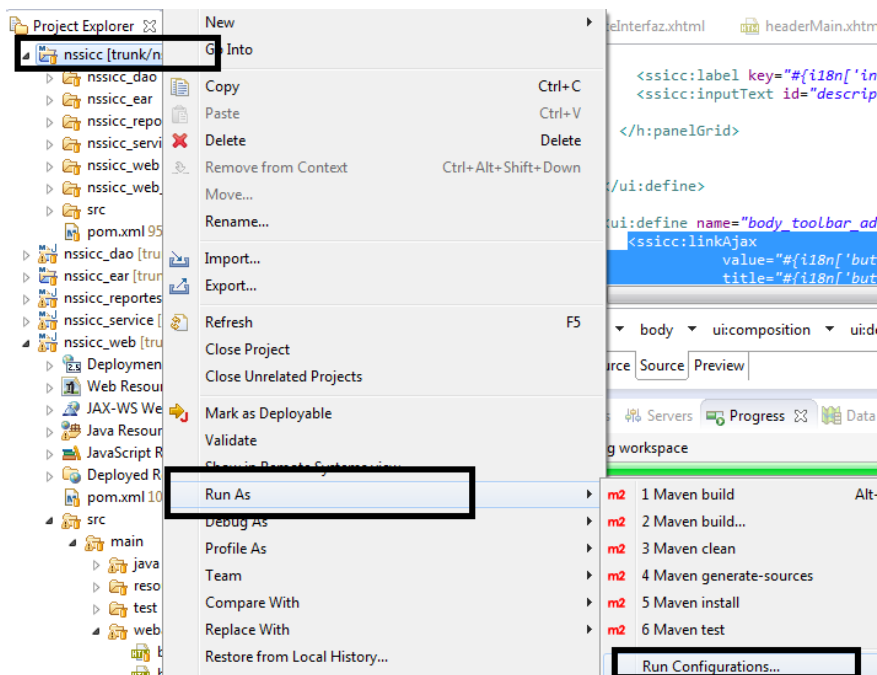 Project Explorer
nssicc [trunk/n
nssicc_dao
nssicc_ear
nssicc_repo
nssicc_servi
nssicc_web
nssicc_web_
src
pom.xml 95
nssicc_dao [tru
nssicc_ear [trun
nssicc_reportes
nssicc_service [
nssicc_web [tru
Deploymen
Web Resour
JAX-WS We
Java Resour
JavaScript R
Deployed R
pom.xml 10
src
main
java
reso
test
web
New
Go Into
Copy Ctrl+C
Paste Ctrl+V
Delete Delete
Remove from Context Ctrl+Alt+Shift+Down
Move...
Rename...
Import...
Export...
Refresh F5
Close Project
Close Unrelated Projects
Mark as Deployable
Validate
Show in Remote Systems view
Run As
Debug As
Profile As
Team
Compare With
Replace With
Restore from Local History...
eInterfaz.xhtml headerMain.xhtm
<ssicc:label key="#{i18n['in
<ssicc:inputText id="descrip
</h:panelGrid>
/ui:define>
ui:define name="body_toolbar_ad
<ssicc:linkAjax
value="#{i18n['but
title="#{i18n['but
body ui:composition ui:de
urce Source Preview
s Servers Progress Data
g workspace
m2 1 Maven build Alt+
m2 2 Maven build...
m2 3 Maven clean
m2 4 Maven generate-sources
m2 5 Maven install
m2 6 Maven test
Run Configurations...